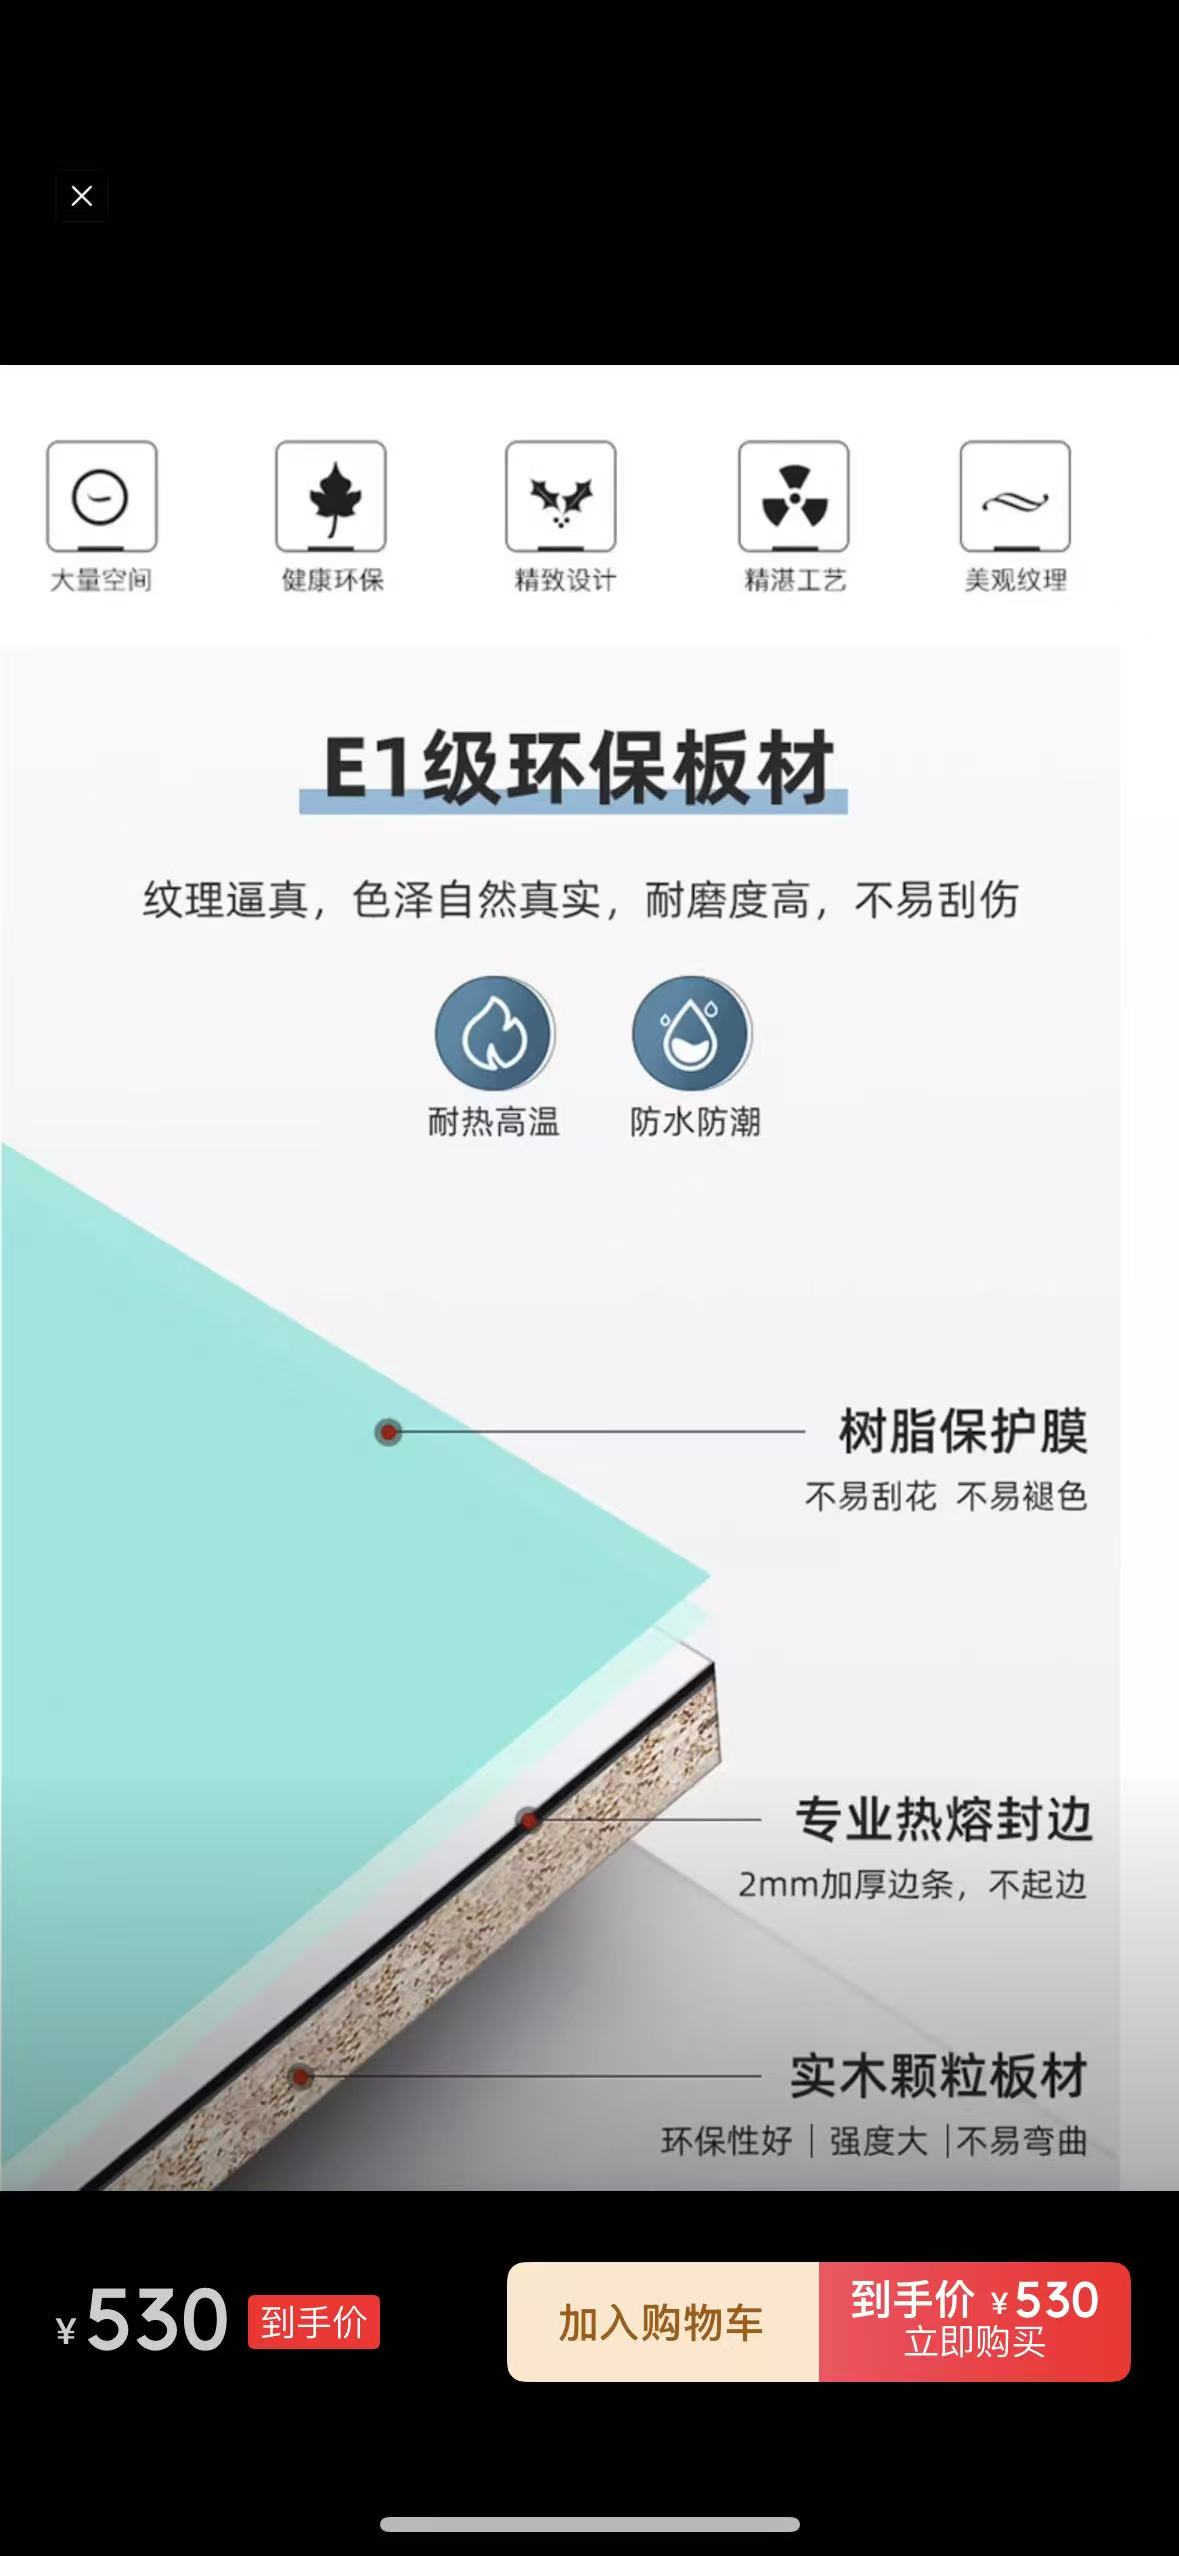 大量空间 健康环保 精致设计 精湛工艺 美观纹理
E1级环保板材
纹理逼真，色泽自然真实，耐磨度高，不易刮伤
耐热高温 防水防潮
树脂保护膜
不易刮花 不易褪色
专业热熔封边
2mm加厚边条，不起边
实木颗粒板材
环保性好｜强度大｜不易弯曲
¥530 到手价
加入购物车
到手价 ¥530
立即购买